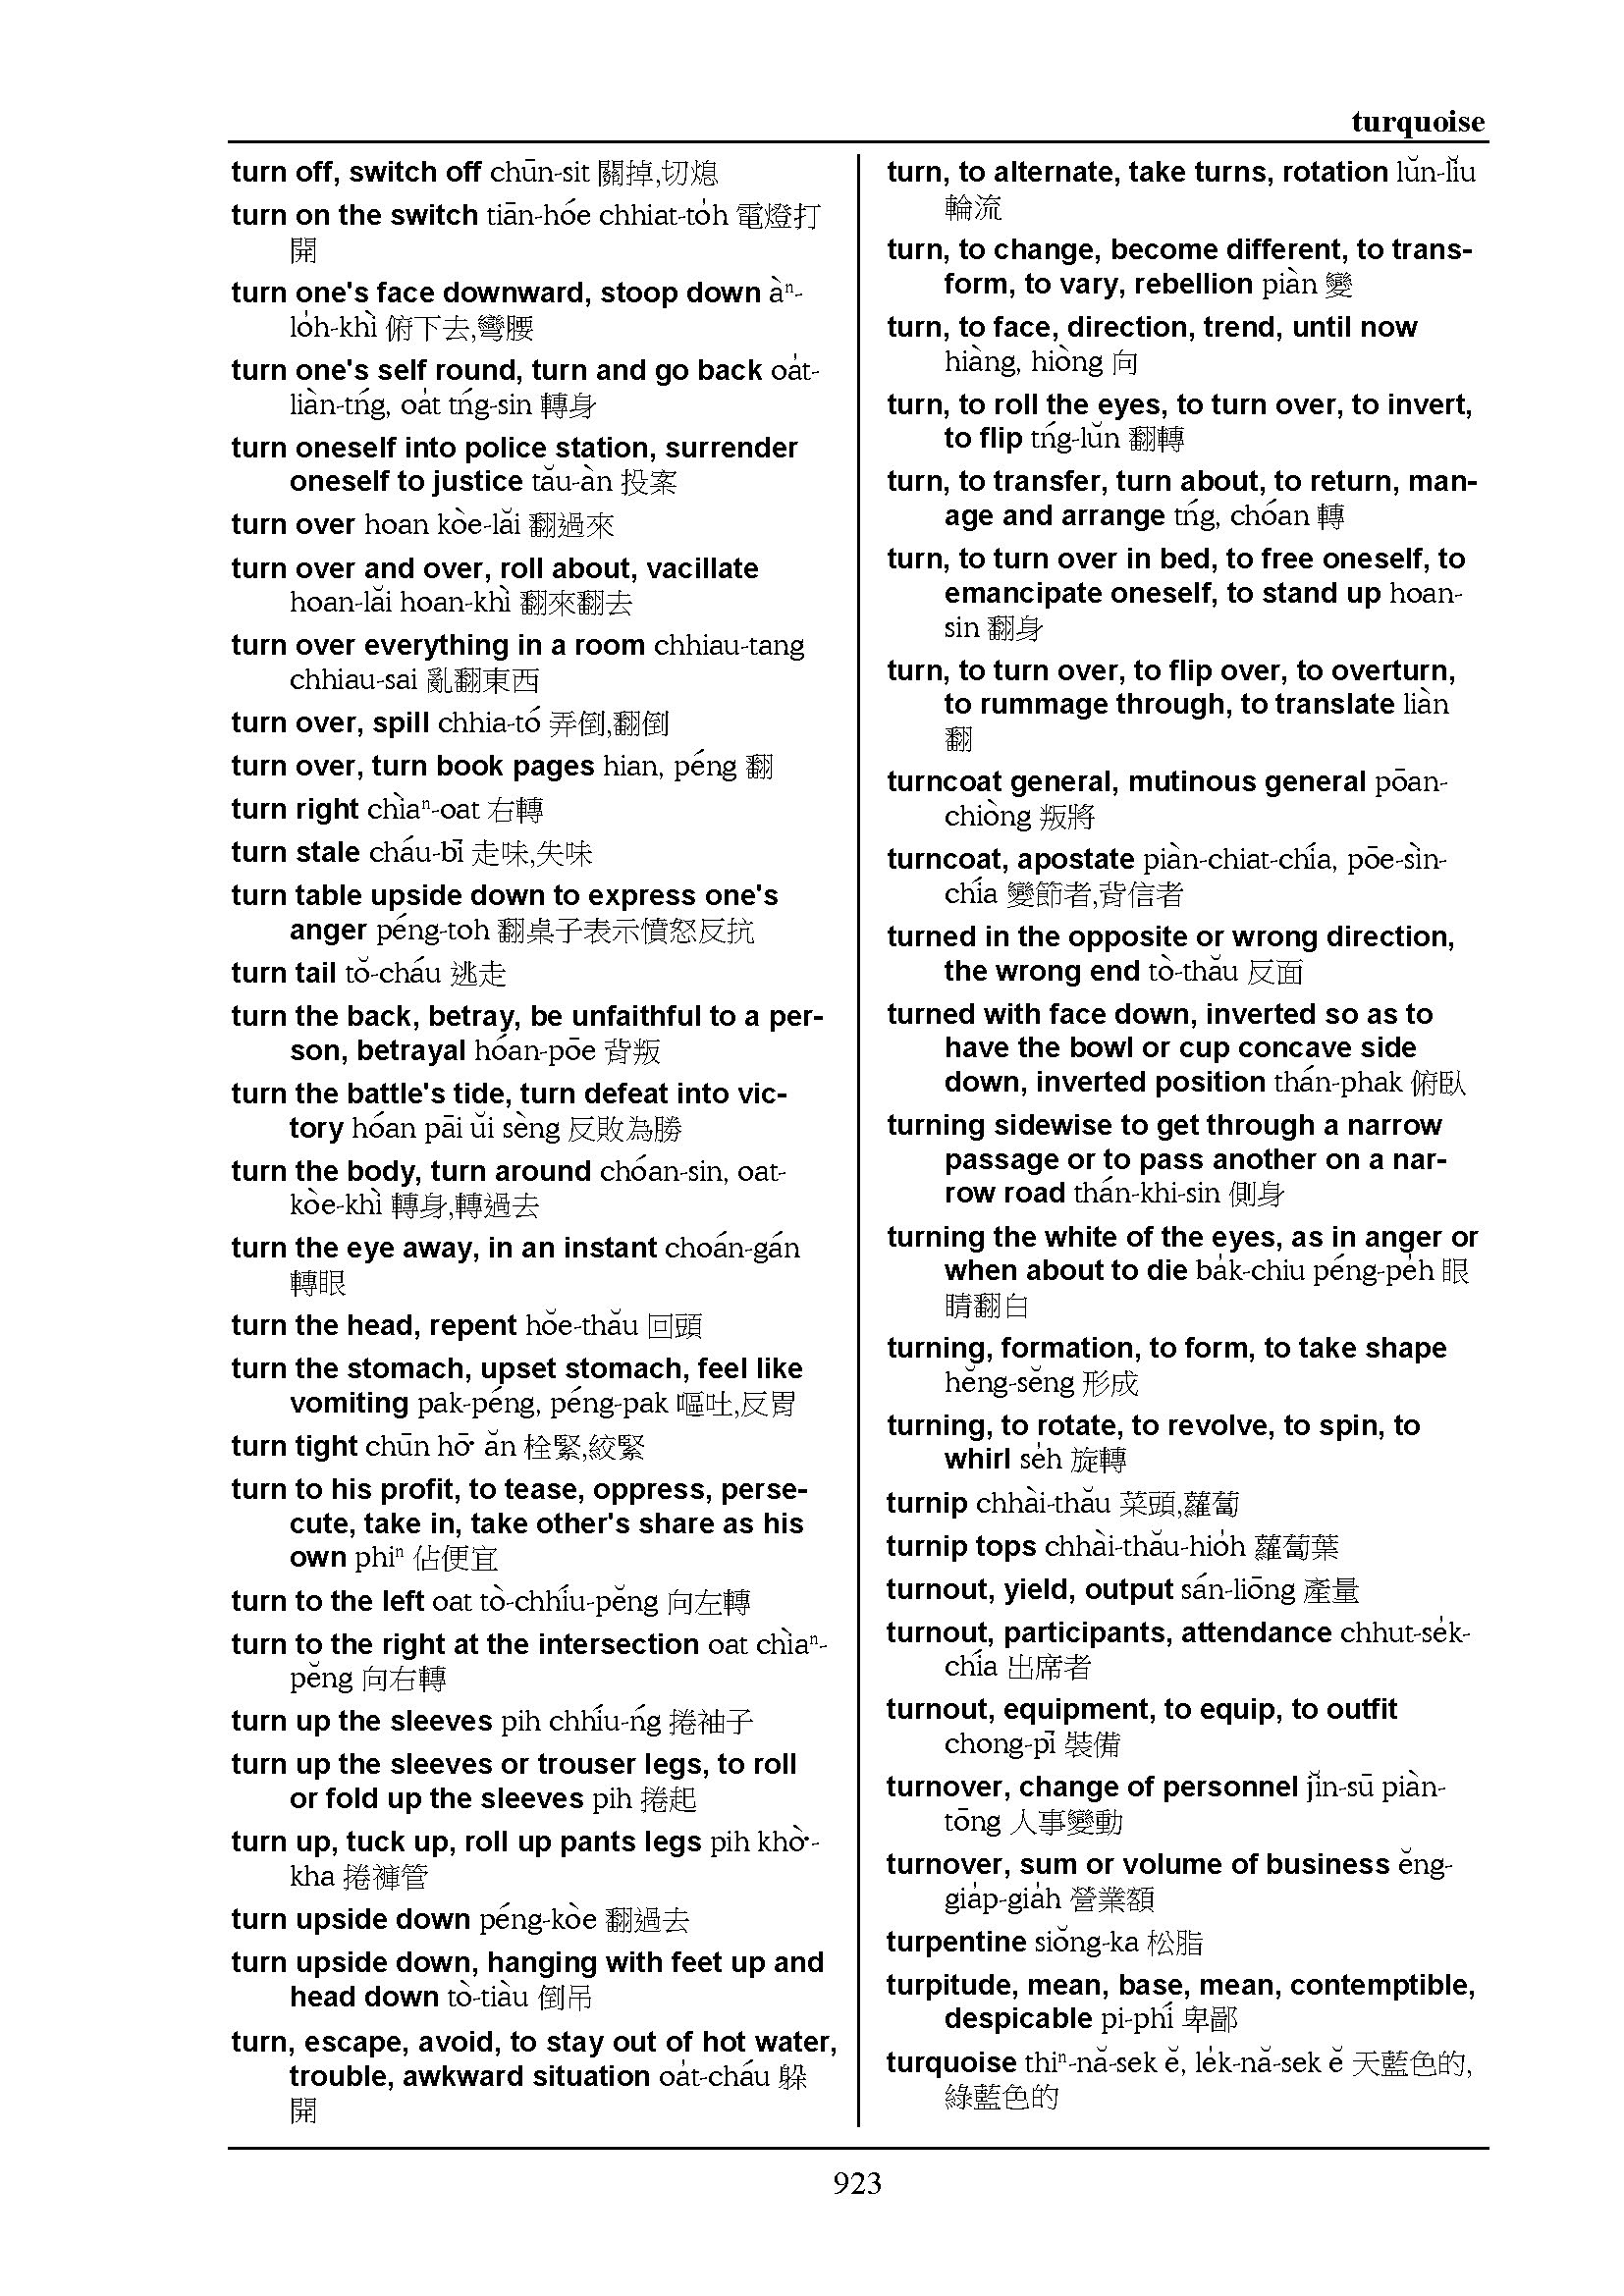 turquoise
turn off, switch off chūn-sit 關掉,切熄
turn on the switch tiān-hóe chhiat-to̍h 電燈打
開
turn one's face downward, stoop down àⁿ-
lo̍h-khì 俯下去,彎腰
turn one's self round, turn and go back oa̍t-
liàn-tńg, oa̍t tńg-sin 轉身
turn oneself into police station, surrender
oneself to justice tău-àn 投案
turn over hoan kòe-lăi 翻過來
turn over and over, roll about, vacillate
hoan-lăi hoan-khì 翻來翻去
turn over everything in a room chhiau-tang
chhiau-sai 亂翻東西
turn over, spill chhia-tó 弄倒,翻倒
turn over, turn book pages hian, péng 翻
turn right chìaⁿ-oat 右轉
turn stale cháu-bī 走味,失味
turn table upside down to express one's
anger péng-toh 翻桌子表示憤怒反抗
turn tail tŏ-cháu 逃走
turn the back, betray, be unfaithful to a per-
son, betrayal hóan-pōe 背叛
turn the battle's tide, turn defeat into vic-
tory hóan pāi ŭi sèng 反敗為勝
turn the body, turn around chóan-sin, oat-
kòe-khì 轉身,轉過去
turn the eye away, in an instant choán-gán
轉眼
turn the head, repent hŏe-thău 回頭
turn the stomach, upset stomach, feel like
vomiting pak-péng, péng-pak 嘔吐,反胃
turn tight chūn hō͘ ăn 栓緊,絞緊
turn to his profit, to tease, oppress, perse-
cute, take in, take other's share as his
own phiⁿ 佔便宜
turn to the left oat tò-chhíu-pĕng 向左轉
turn to the right at the intersection oat chìaⁿ-
pĕng 向右轉
turn up the sleeves pih chhíu-ńg 捲袖子
turn up the sleeves or trouser legs, to roll
or fold up the sleeves pih 捲起
turn up, tuck up, roll up pants legs pih khò͘-
kha 捲褲管
turn upside down péng-kòe 翻過去
turn upside down, hanging with feet up and
head down tò-tiàu 倒吊
turn, escape, avoid, to stay out of hot water,
trouble, awkward situation oa̍t-cháu 躲
開
turn, to alternate, take turns, rotation lŭn-lĭu
輪流
turn, to change, become different, to trans-
form, to vary, rebellion piàn 變
turn, to face, direction, trend, until now
hiàng, hiòng 向
turn, to roll the eyes, to turn over, to invert,
to flip tńg-lŭn 翻轉
turn, to transfer, turn about, to return, man-
age and arrange tńg, chóan 轉
turn, to turn over in bed, to free oneself, to
emancipate oneself, to stand up hoan-
sin 翻身
turn, to turn over, to flip over, to overturn,
to rummage through, to translate liàn
翻
turncoat general, mutinous general pōan-
chiòng 叛將
turncoat, apostate piàn-chiat-chía, pōe-sìn-
chía 變節者,背信者
turned in the opposite or wrong direction,
the wrong end tò-thău 反面
turned with face down, inverted so as to
have the bowl or cup concave side
down, inverted position thán-phak 俯臥
turning sidewise to get through a narrow
passage or to pass another on a nar-
row road thán-khi-sin 側身
turning the white of the eyes, as in anger or
when about to die ba̍k-chiu péng-pe̍h 眼
睛翻白
turning, formation, to form, to take shape
hĕng-sĕng 形成
turning, to rotate, to revolve, to spin, to
whirl se̍h 旋轉
turnip chhài-thău 菜頭,蘿蔔
turnip tops chhài-thău-hio̍h 蘿蔔葉
turnout, yield, output sán-liōng 產量
turnout, participants, attendance chhut-se̍k-
chía 出席者
turnout, equipment, to equip, to outfit
chong-pī 裝備
turnover, change of personnel jĭn-sū piàn-
tōng 人事變動
turnover, sum or volume of business ĕng-
gia̍p-gia̍h 營業額
turpentine siŏng-ka 松脂
turpitude, mean, base, mean, contemptible,
despicable pi-phí 卑鄙
turquoise thiⁿ-nă-sek ĕ, le̍k-nă-sek ĕ 天藍色的,
綠藍色的
923